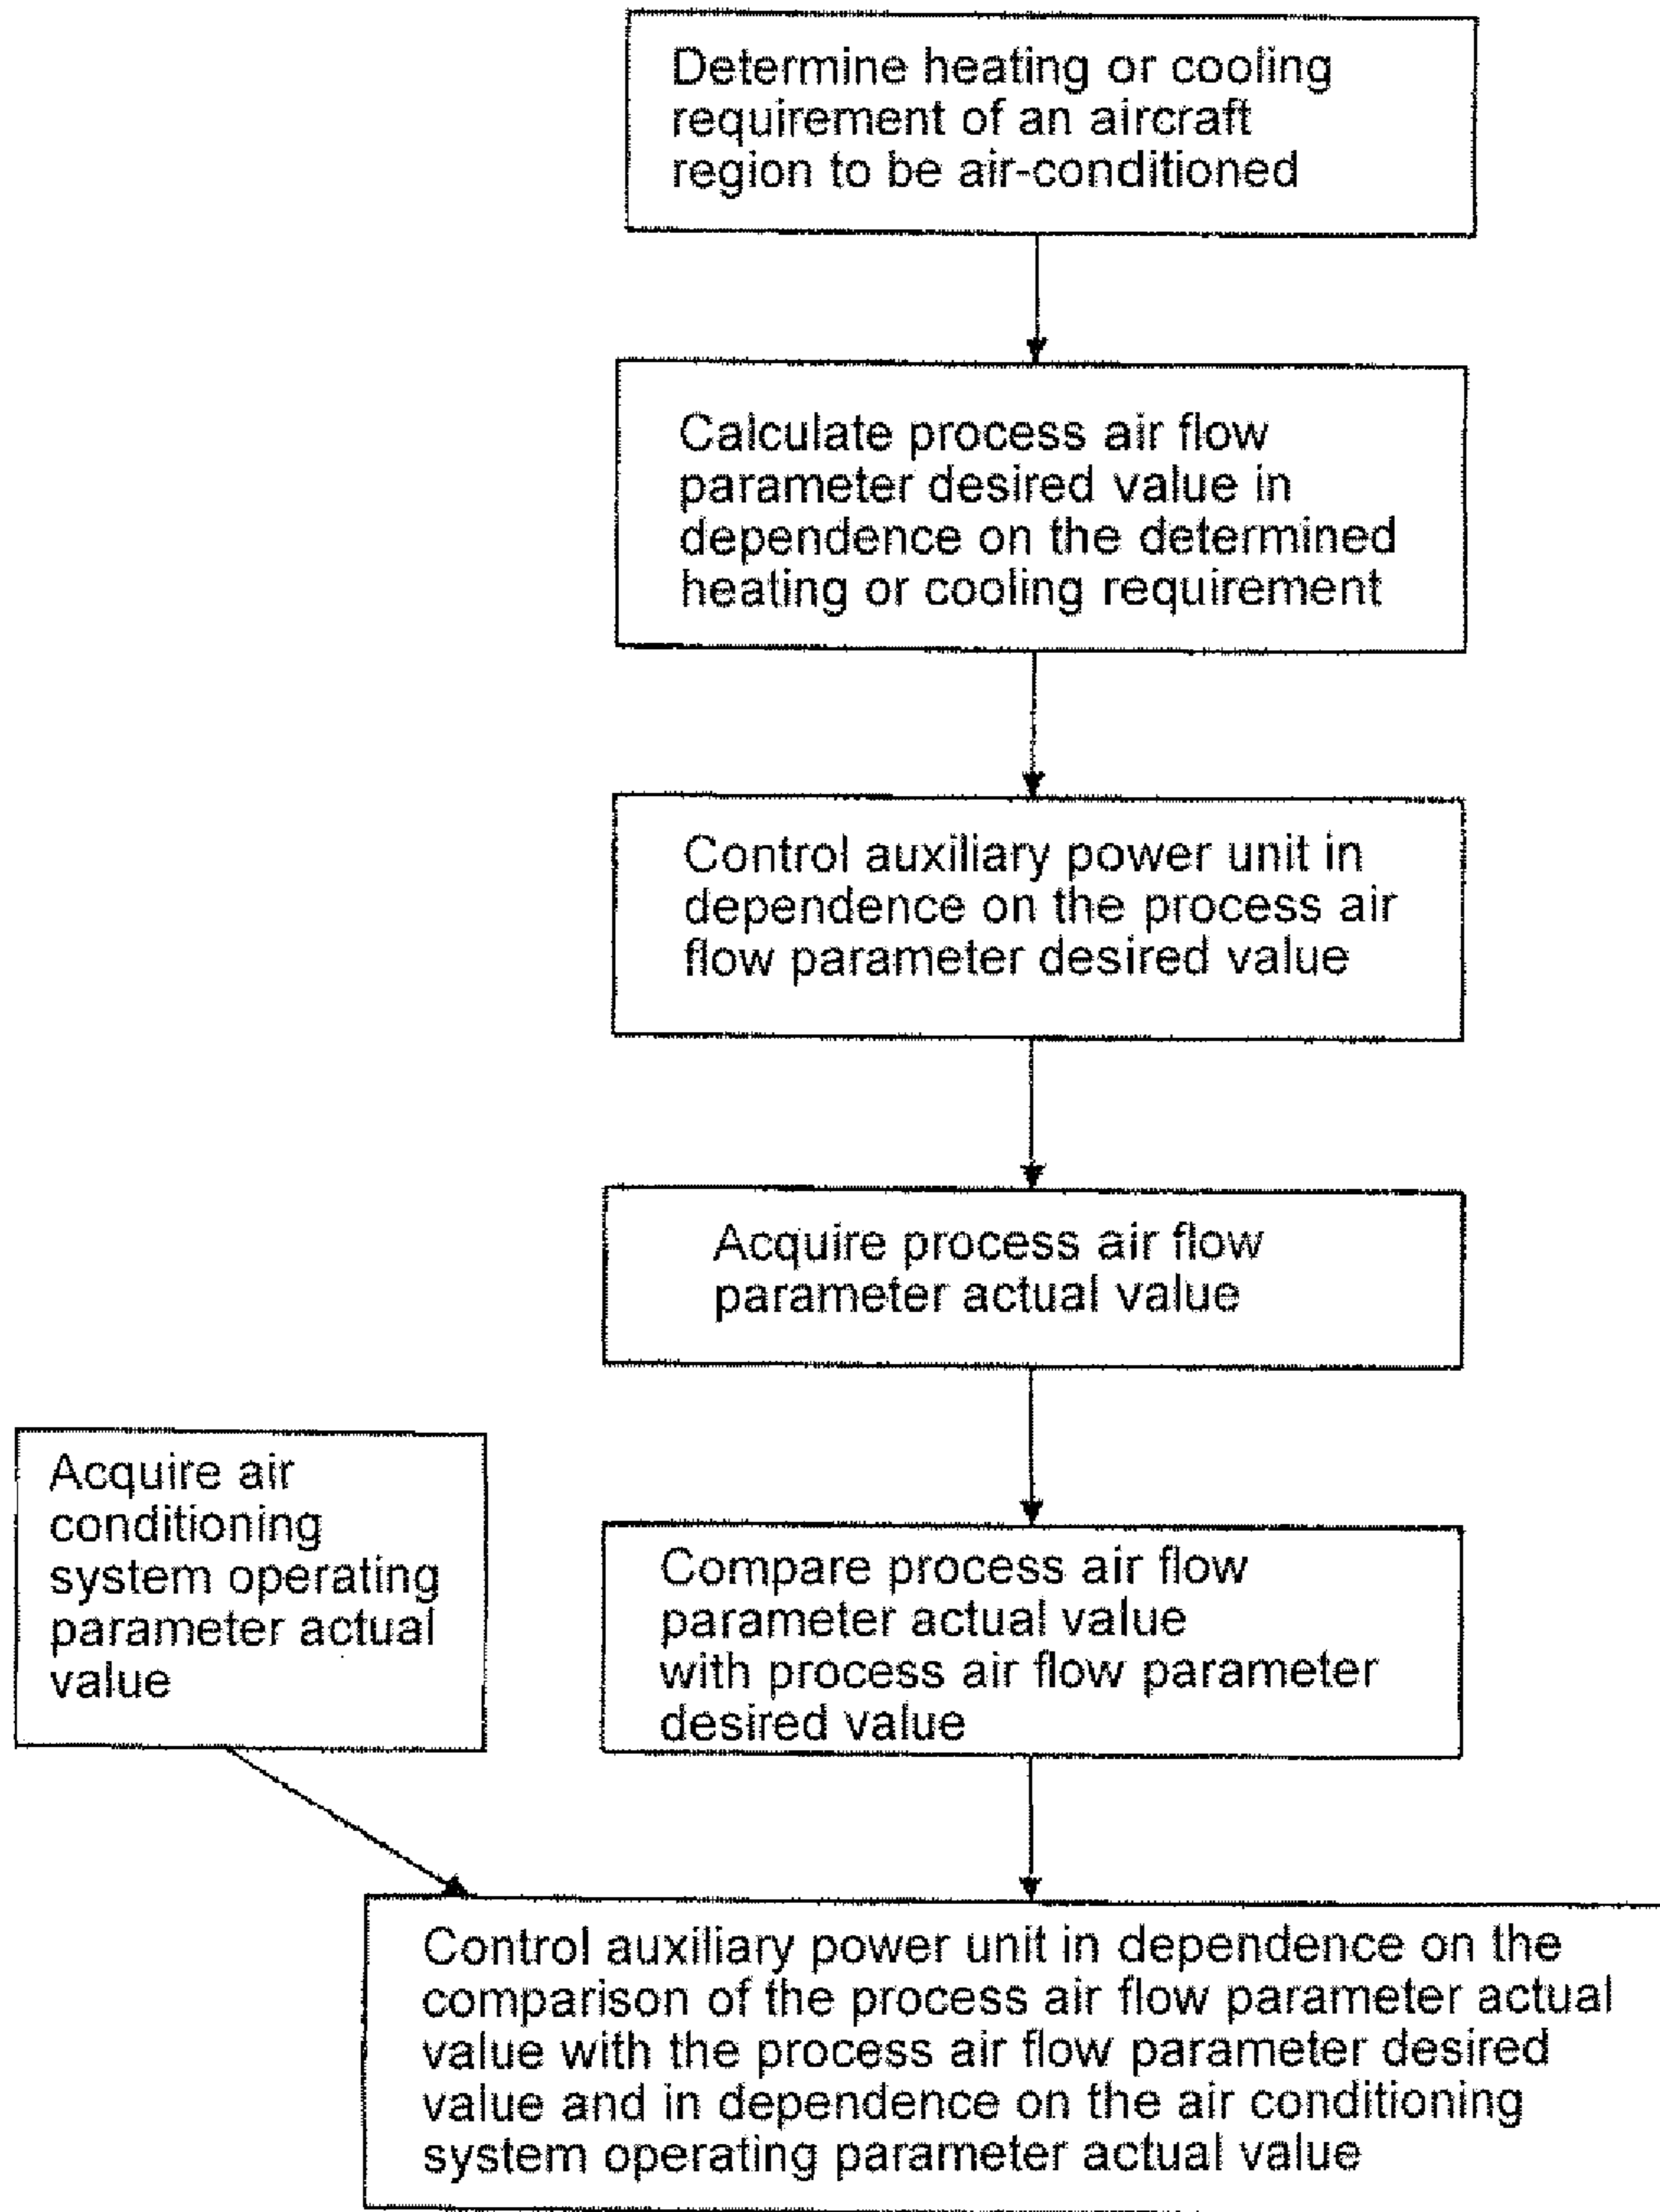 Determine heating or cooling
requirement of an aircraft
region to be air-conditioned
Calculate process air flow
parameter desired value in
dependence on the determined
heating or cooling requirement
Control auxiliary power unit in
dependence on the process air
flow parameter desired value
Acquire process air flow
parameter actual value
Acquire air
conditioning
system operating
parameter actual
value
Compare process air flow
parameter actual value
with process air flow parameter
desired value
Control auxiliary power unit in dependence on the
comparison of the process air flow parameter actual
value with the process air flow parameter desired
value and in dependence on the air conditioning
system operating parameter actual value